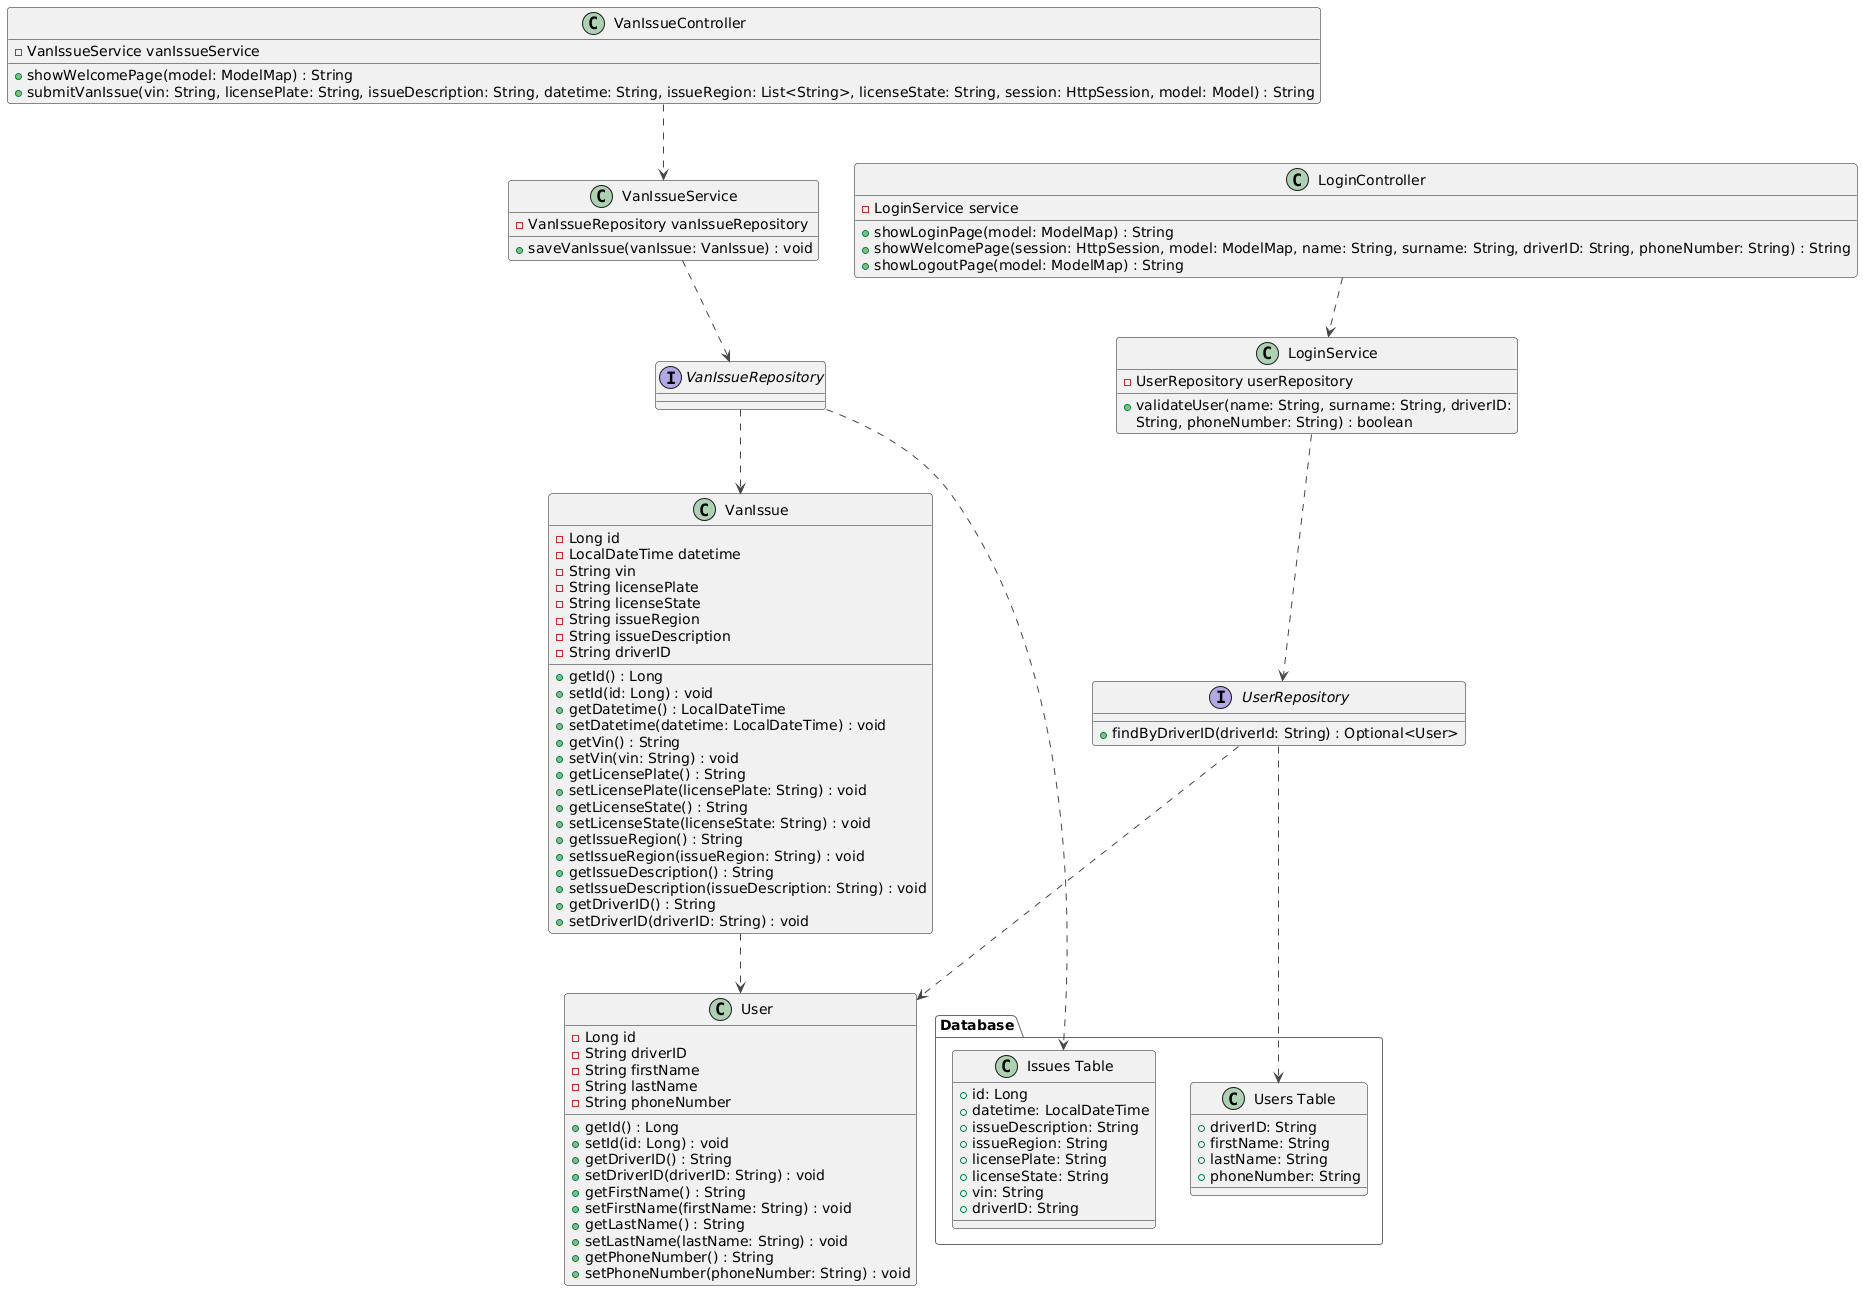 VanIssueController
VanIssueService vanIssueService
showWelcomePage(model: ModelMap) : String
submitVanIssue(vin: String, licensePlate: String, issueDescription: String, datetime: String, issueRegion: List<String>, licenseState: String, session: HttpSession, model: Model) : String
VanIssueService
VanIssueRepository vanIssueRepository
saveVanIssue(vanIssue: VanIssue) : void
LoginController
LoginService service
showLoginPage(model: ModelMap) : String
showWelcomePage(session: HttpSession, model: ModelMap, name: String, surname: String, driverID: String, phoneNumber: String) : String
showLogoutPage(model: ModelMap) : String
VanIssueRepository
LoginService
UserRepository userRepository
validateUser(name: String, surname: String, driverID:
String, phoneNumber: String) : boolean
VanIssue
Long id
LocalDateTime datetime
String vin
String licensePlate
String licenseState
String issueRegion
String issueDescription
String driverID
getId() : Long
setId(id: Long) : void
getDatetime() : LocalDateTime
setDatetime(datetime: LocalDateTime) : void
getVin() : String
setVin(vin: String) : void
getLicensePlate() : String
setLicensePlate(licensePlate: String) : void
getLicenseState() : String
setLicenseState(licenseState: String) : void
getIssueRegion() : String
setIssueRegion(issueRegion: String) : void
getIssueDescription() : String
setIssueDescription(issueDescription: String) : void
getDriverID() : String
setDriverID(driverID: String) : void
UserRepository
findByDriverID(driverId: String) : Optional<User>
User
Long id
String driverID
String firstName
String lastName
String phoneNumber
getId() : Long
setId(id: Long) : void
getDriverID() : String
setDriverID(driverID: String) : void
getFirstName() : String
setFirstName(firstName: String) : void
getLastName() : String
setLastName(lastName: String) : void
getPhoneNumber() : String
setPhoneNumber(phoneNumber: String) : void
Database
Issues Table
id: Long
datetime: LocalDateTime
issueDescription: String
issueRegion: String
licensePlate: String
licenseState: String
vin: String
driverID: String
Users Table
driverID: String
firstName: String
lastName: String
phoneNumber: String